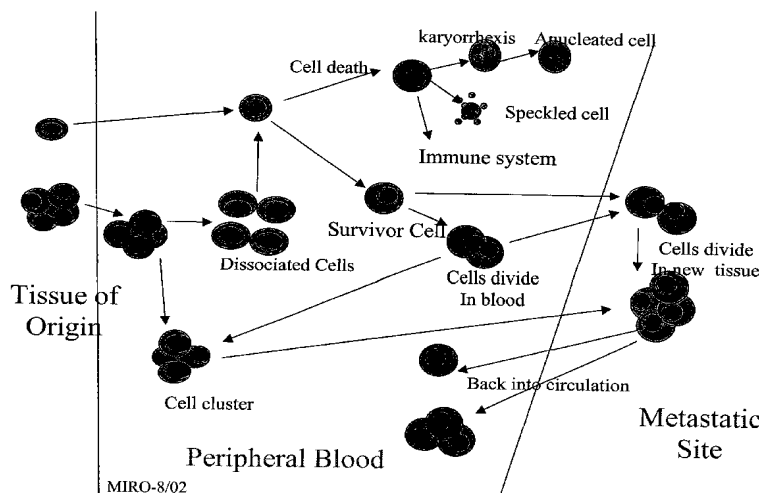 karyorrhexis
Anucleated cell
Cell death
Speckled cell
Immune system
Survivor Cell
Dissociated Cells
Cells divide
In blood
Cells divide
In new tissue
Tissue of
Origin
Cell cluster
Back into circulation
Metastatic
Site
Peripheral Blood
MIRO-8/02